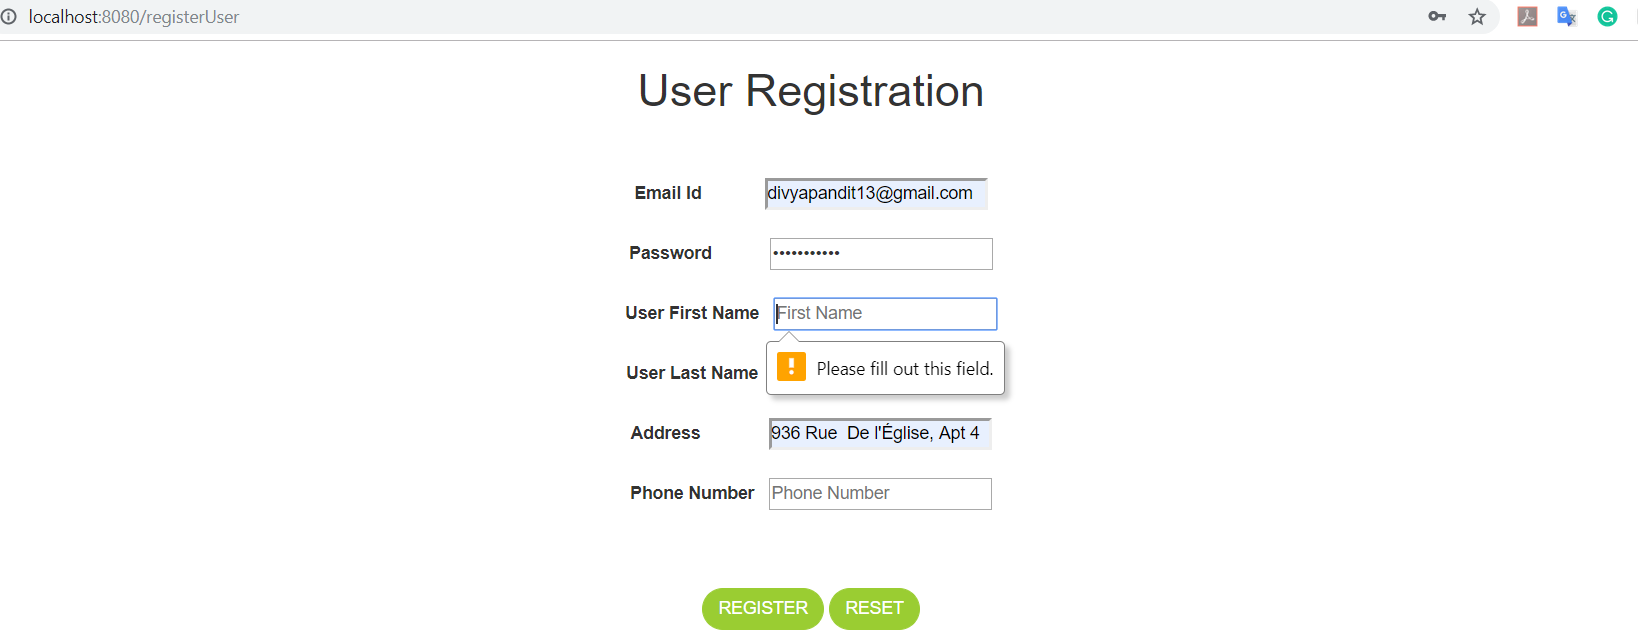 localhost:8080/registerUser
User Registration
Email Id divyapandit13@gmail.com
Password •••••••••••
User First Name First Name
Please fill out this field.
User Last Name
Address 936 Rue  De l'Église, Apt 4
Phone Number Phone Number
REGISTER RESET